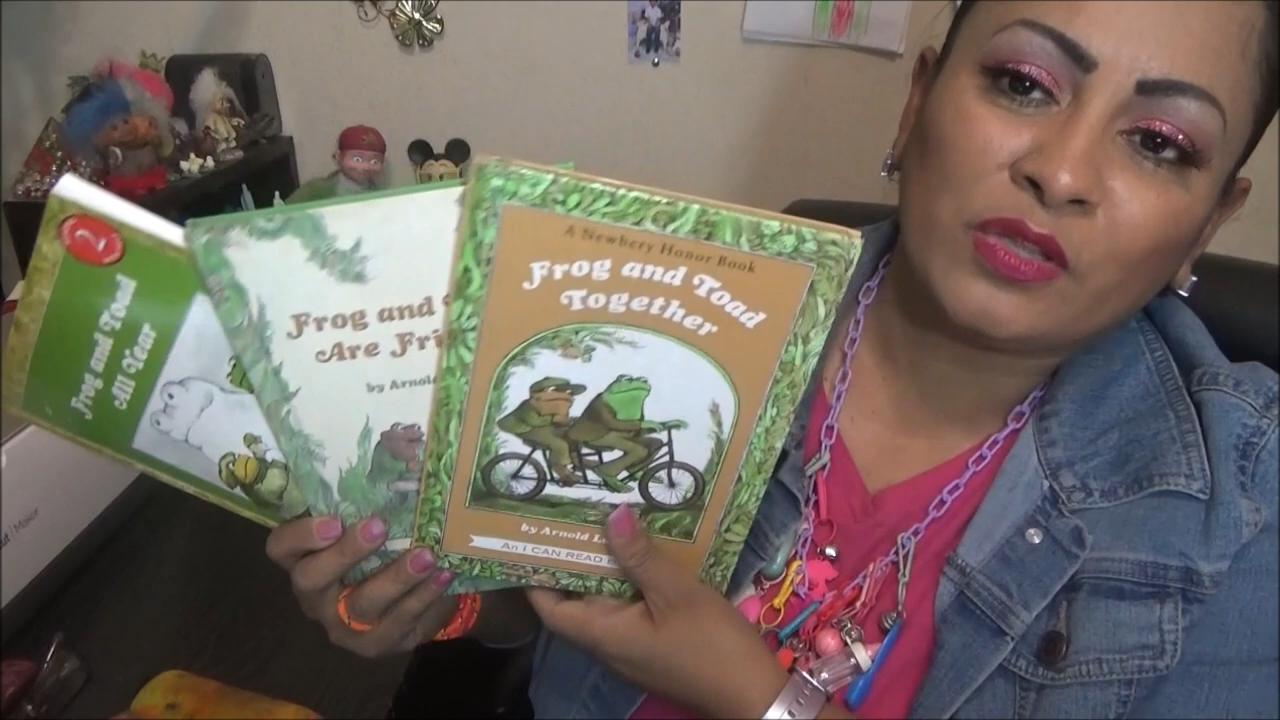 2
Frog and Toad
All Year
Frog and
Are Fri
by Arnol
A Newbery Honor Book
Frog and Toad
Together
by Arnold L
An I CAN READ B